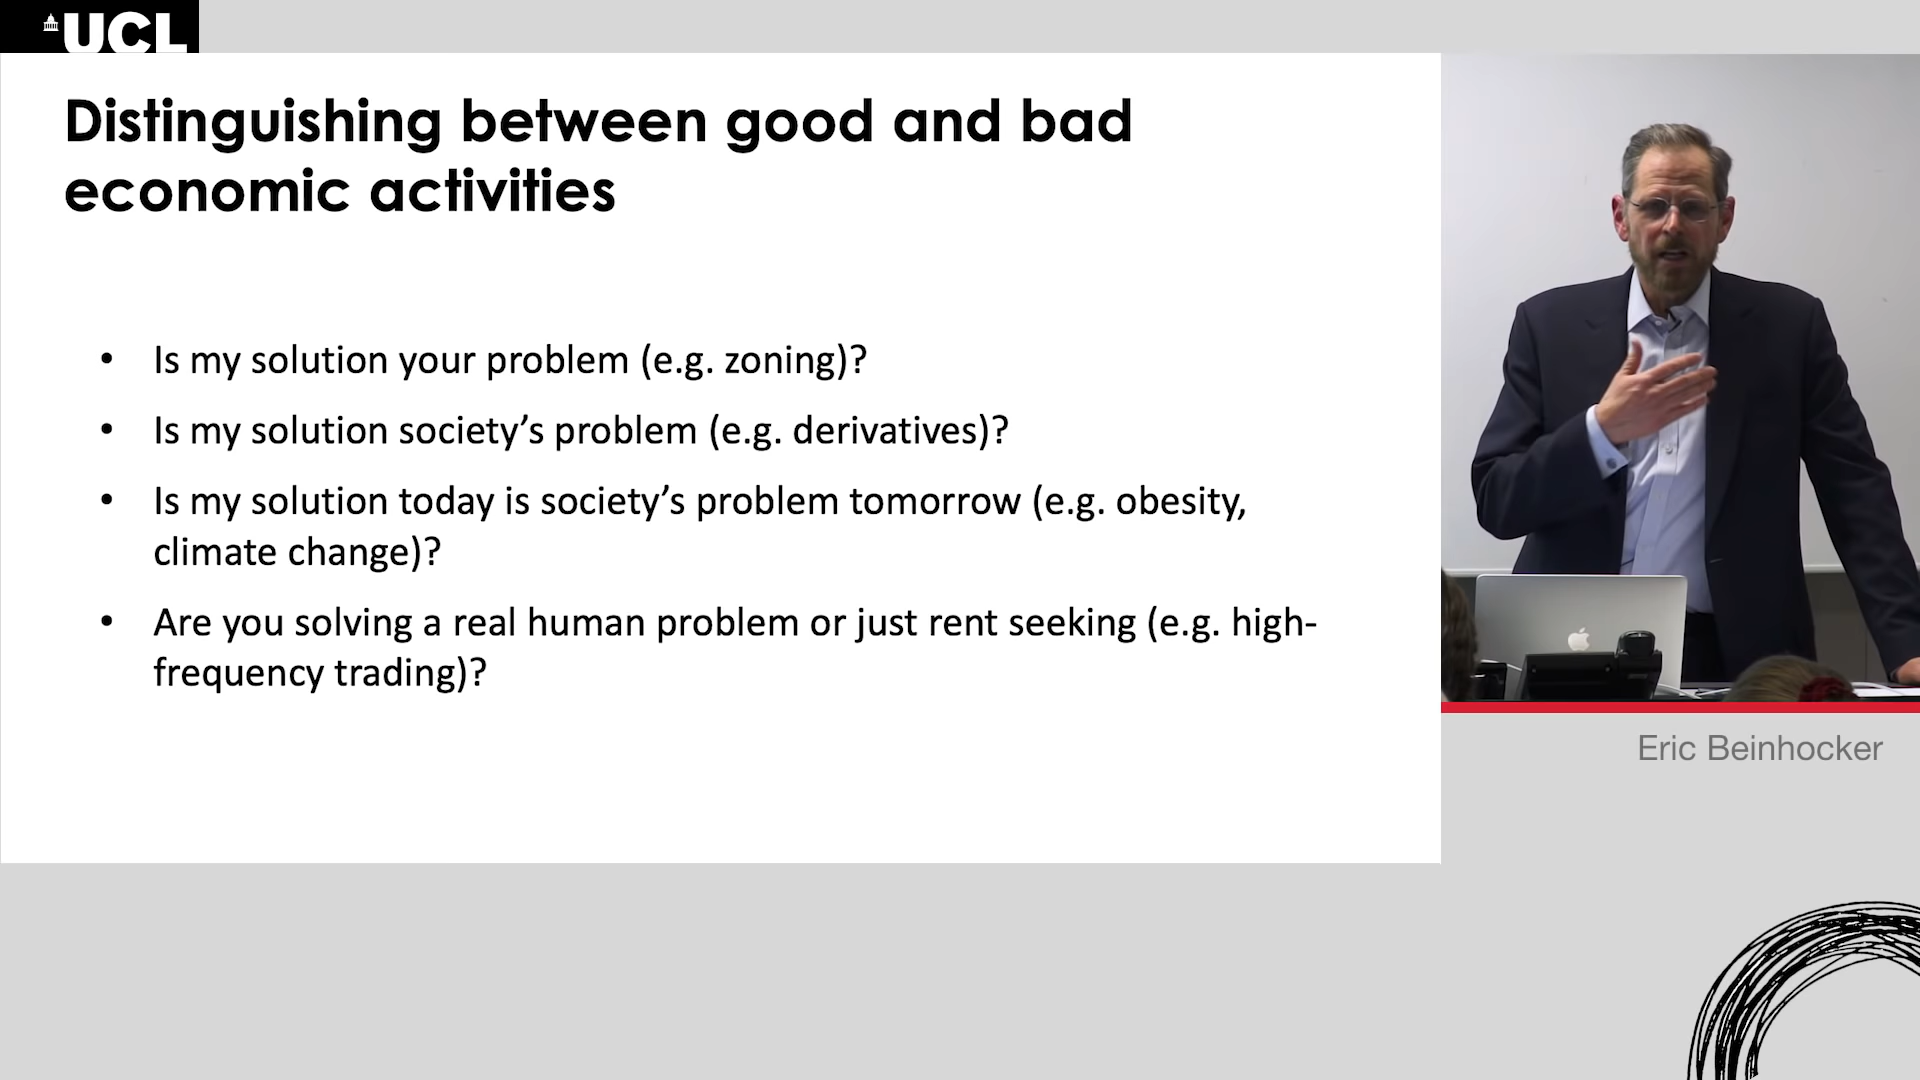 UCL
Distinguishing between good and bad
economic activities
• Is my solution your problem (e.g. zoning)?
• Is my solution society’s problem (e.g. derivatives)?
• Is my solution today is society’s problem tomorrow (e.g. obesity,
climate change)?
• Are you solving a real human problem or just rent seeking (e.g. high-
frequency trading)?
Eric Beinhocker